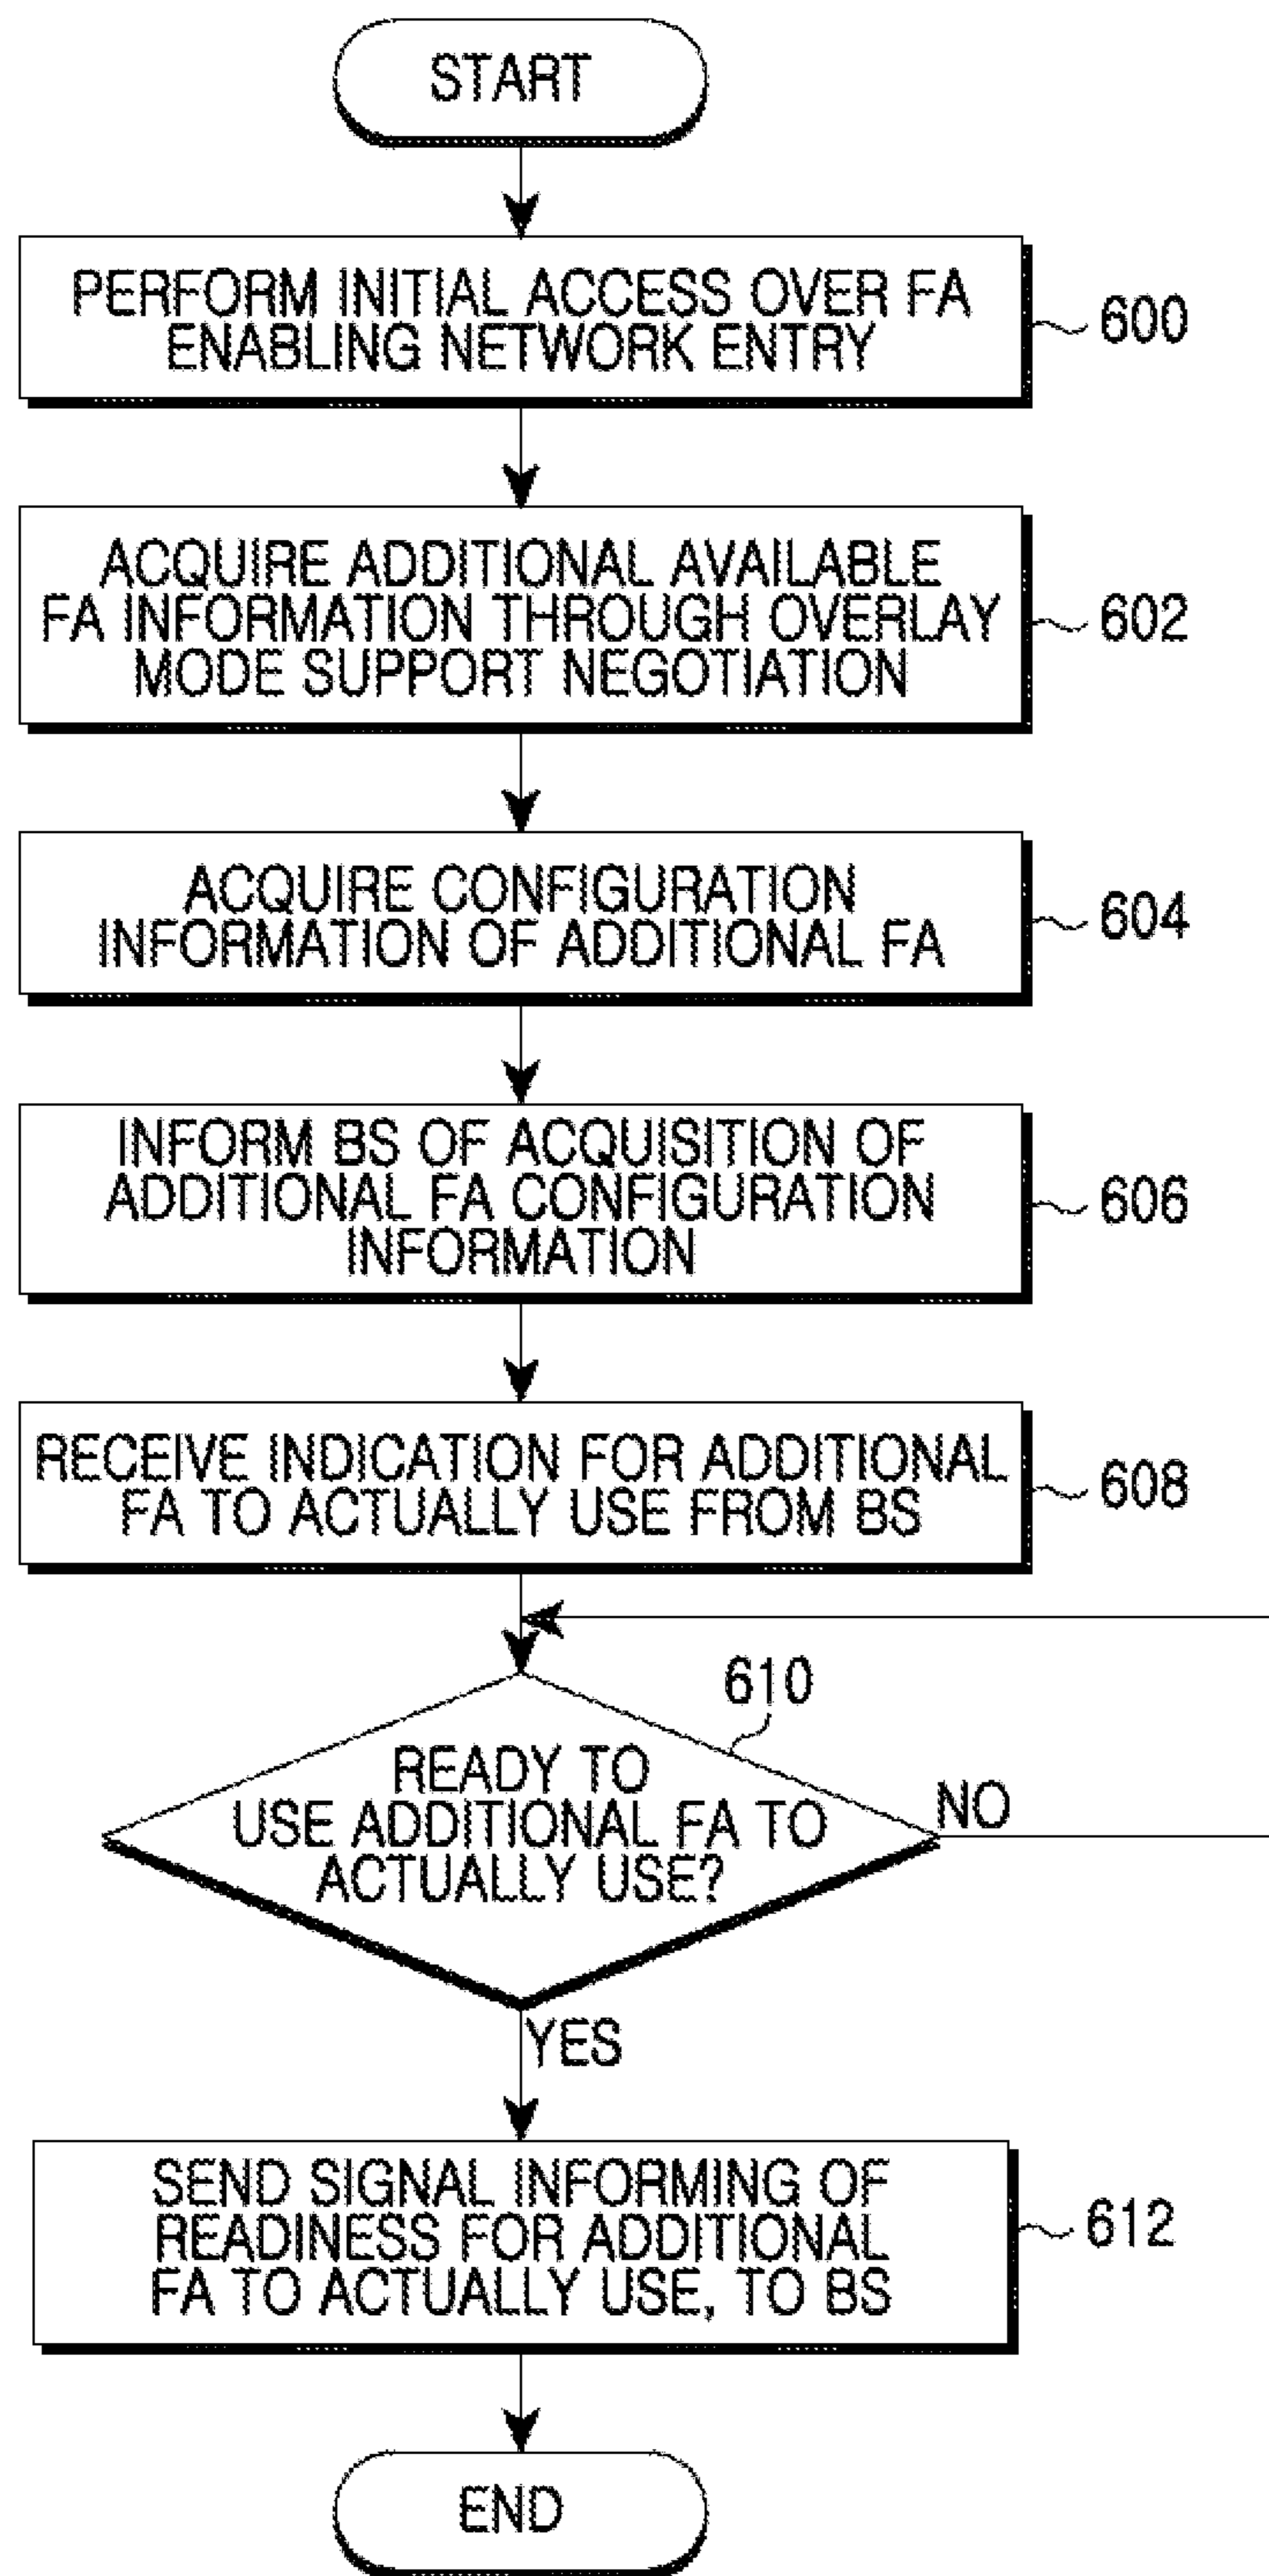 START
PERFORM INITIAL ACCESS OVER FA
ENABLING NETWORK ENTRY
600
ACQUIRE ADDITIONAL AVAILABLE
FA INFORMATION THROUGH OVERLAY
MODE SUPPORT NEGOTIATION
602
ACQUIRE CONFIGURATION
INFORMATION OF ADDITIONAL FA
604
INFORM BS OF ACQUISITION OF
ADDITIONAL FA CONFIGURATION
INFORMATION
606
RECEIVE INDICATION FOR ADDITIONAL
FA TO ACTUALLY USE FROM BS
608
610
READY TO
USE ADDITIONAL FA TO
ACTUALLY USE?
NO
YES
SEND SIGNAL INFORMING OF
READINESS FOR ADDITIONAL
FA TO ACTUALLY USE, TO BS
612
END